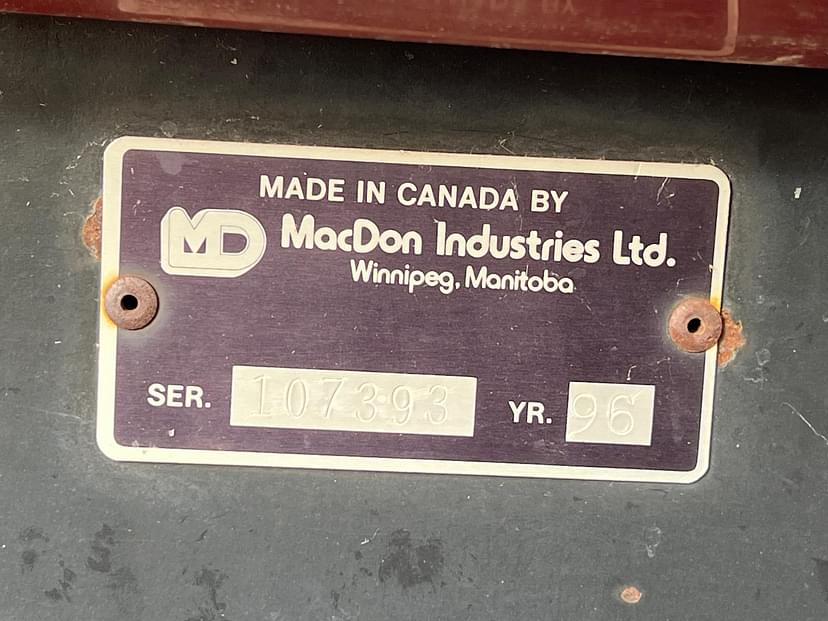 MADE IN CANADA BY
MD MacDon Industries Ltd.
Winnipeg, Manitoba
SER. 107393 YR. 96